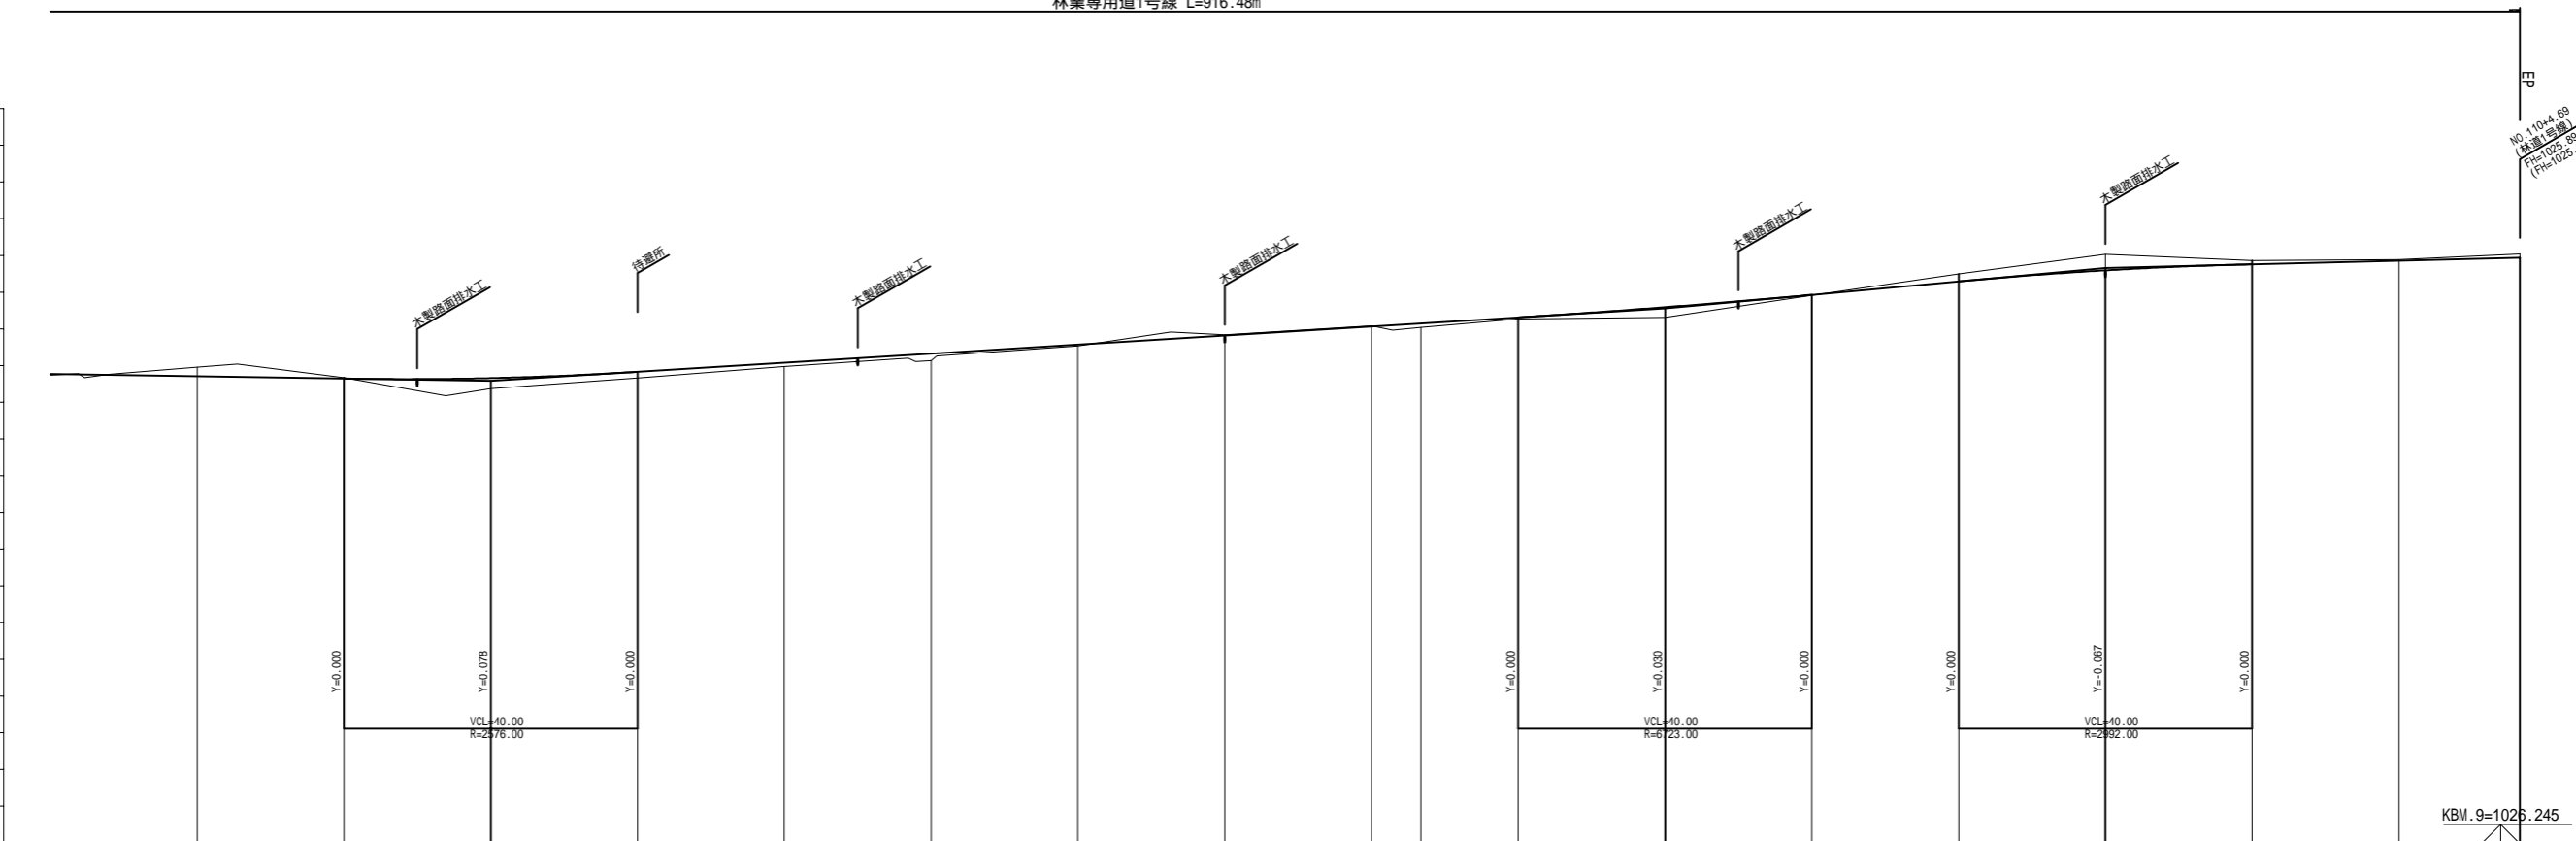 林業専用道1号線 L=916.48m
EP
NO.110+4.69
(林道1号線)
FH=1025.89
(FH=1025.
木製路面排水工
待避所
木製路面排水工
木製路面排水工
木製路面排水工
木製路面排水工
Y=0.000
Y=0.078
Y=0.000
VCL=40.00
R=2576.00
Y=0.000
Y=0.030
Y=0.000
VCL=40.00
R=6723.00
Y=0.000
Y=-0.067
Y=0.000
VCL=40.00
R=2992.00
KBM.9=1026.245